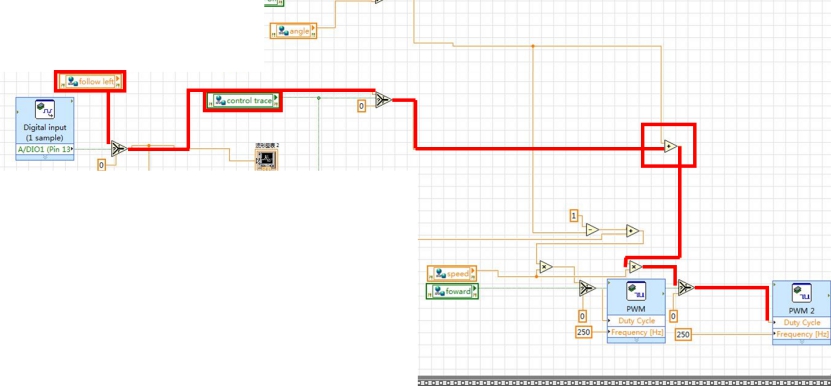 angle
follow left
control trace
0
Digital input
(1 sample)
A/DIO1 (Pin 13
0
波形图表 2
1
speed
foward
PWM
PWM 2
0
0
Duty Cycle
Duty Cycle
250
Frequency [Hz]
250
Frequency [Hz]